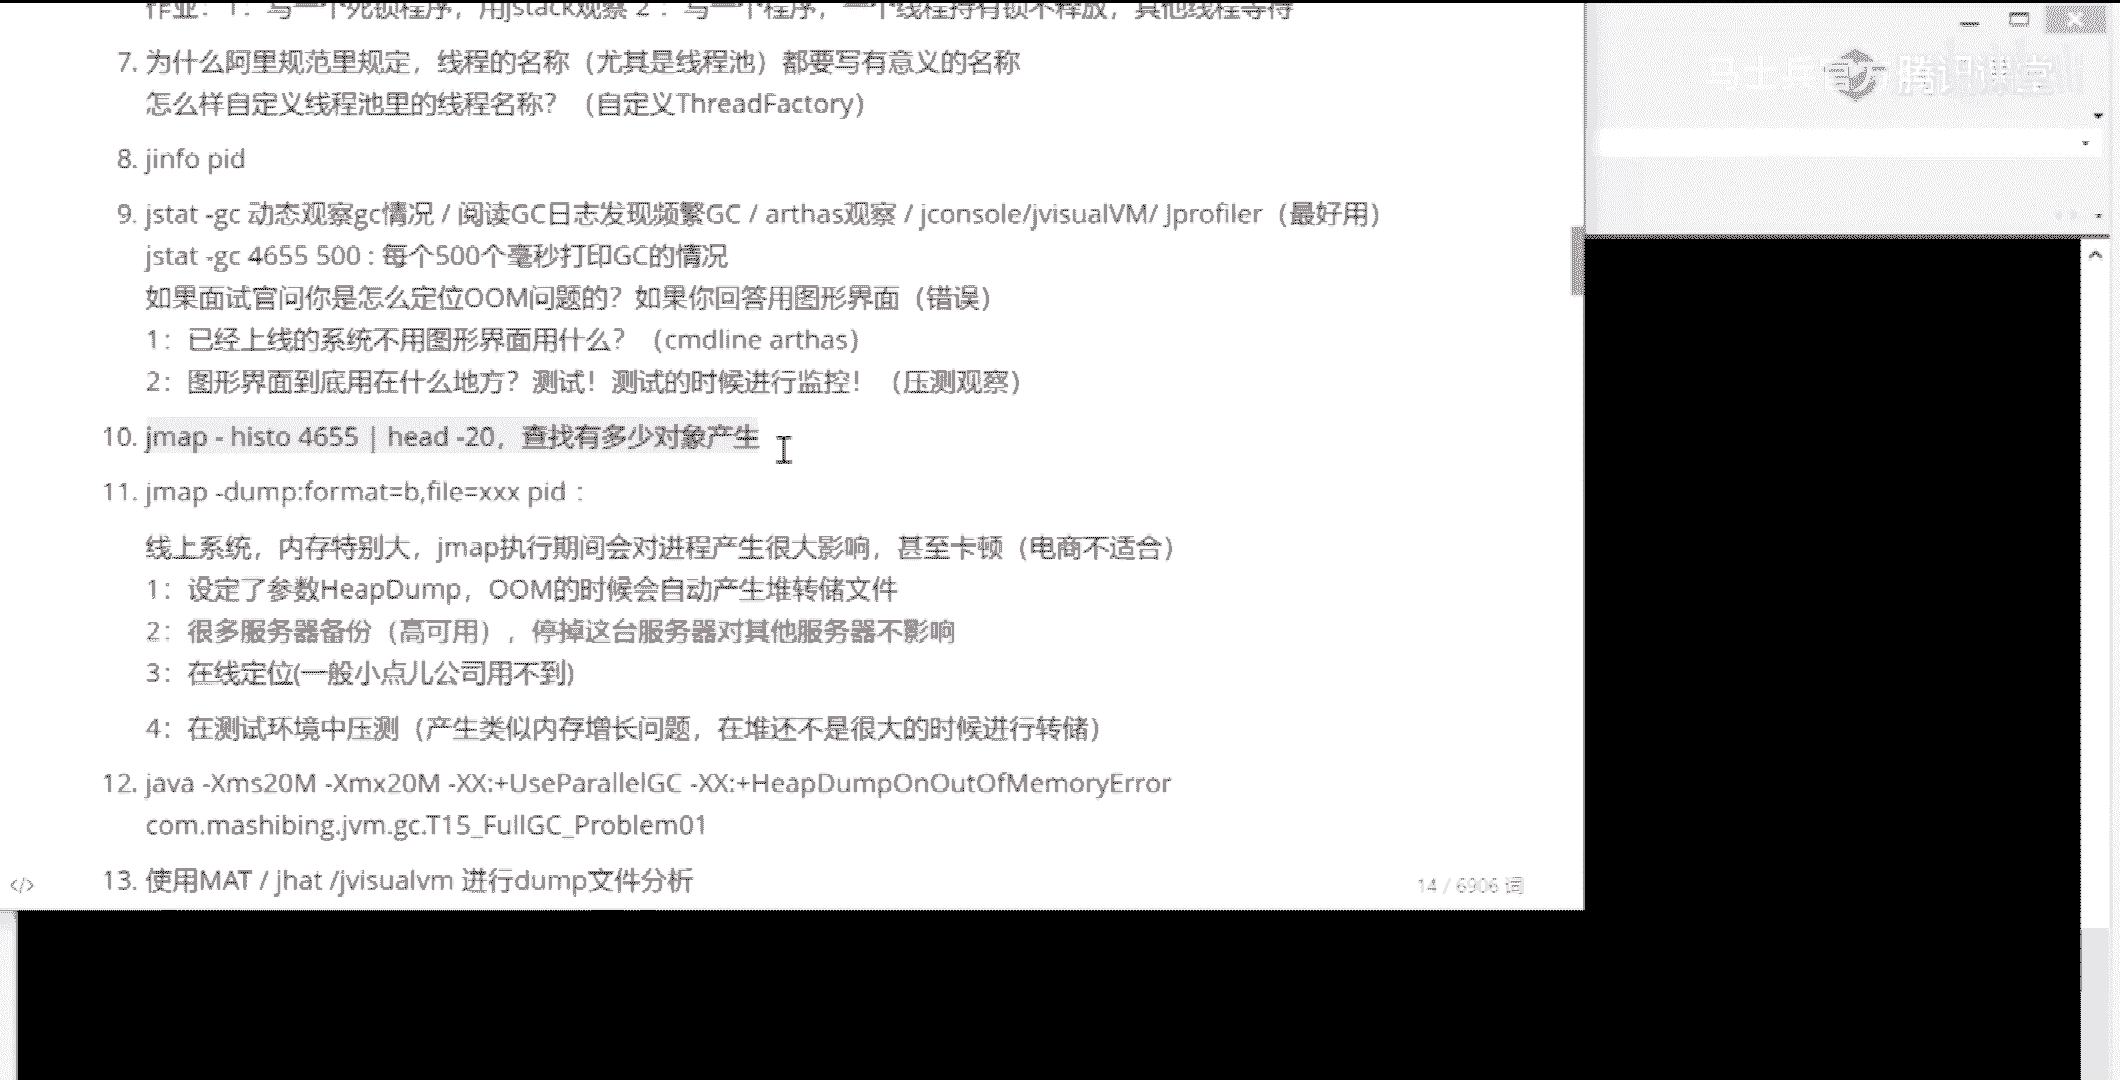 作业：1：写一个死锁程序，用jstack观察 2：写一个程序，一个线程持有锁不释放，其他线程等待
7. 为什么阿里规范里规定，线程的名称（尤其是线程池）都要写有意义的名称
怎么样自定义线程池里的线程名称？（自定义ThreadFactory）
8. jinfo pid
9. jstat -gc 动态观察gc情况 / 阅读GC日志发现频繁GC / arthas观察 / jconsole/jvisualVM/ Jprofiler（最好用）
jstat -gc 4655 500 : 每个500个毫秒打印GC的情况
如果面试官问你是怎么定位OOM问题的？如果你回答用图形界面（错误）
1：已经上线的系统不用图形界面用什么？（cmdline arthas）
2：图形界面到底用在什么地方？测试！测试的时候进行监控！（压测观察）
10. jmap - histo 4655 | head -20，查找有多少对象产生
11. jmap -dump:format=b,file=xxx pid ：
线上系统，内存特别大，jmap执行期间会对进程产生很大影响，甚至卡顿（电商不适合）
1：设定了参数HeapDump，OOM的时候会自动产生堆转储文件
2：很多服务器备份（高可用），停掉这台服务器对其他服务器不影响
3：在线定位(一般小点儿公司用不到)
4：在测试环境中压测（产生类似内存增长问题，在堆还不是很大的时候进行转储）
12. java -Xms20M -Xmx20M -XX:+UseParallelGC -XX:+HeapDumpOnOutOfMemoryError
com.mashibing.jvm.gc.T15_FullGC_Problem01
13. 使用MAT / jhat /jvisualvm 进行dump文件分析
</> 14 / 6906 词
腾讯课堂